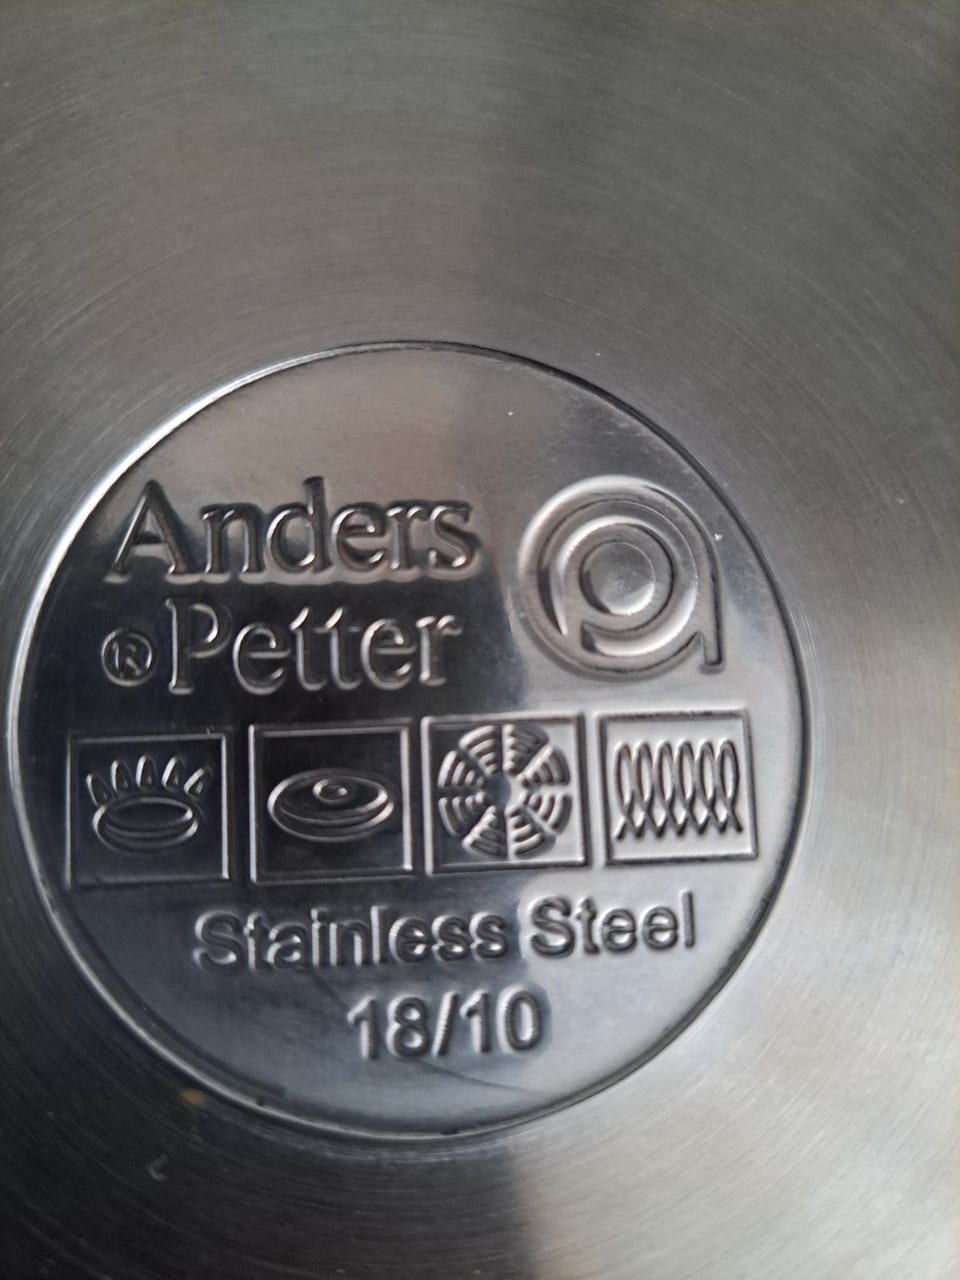 Anders
® Petter
Stainless Steel
18/10